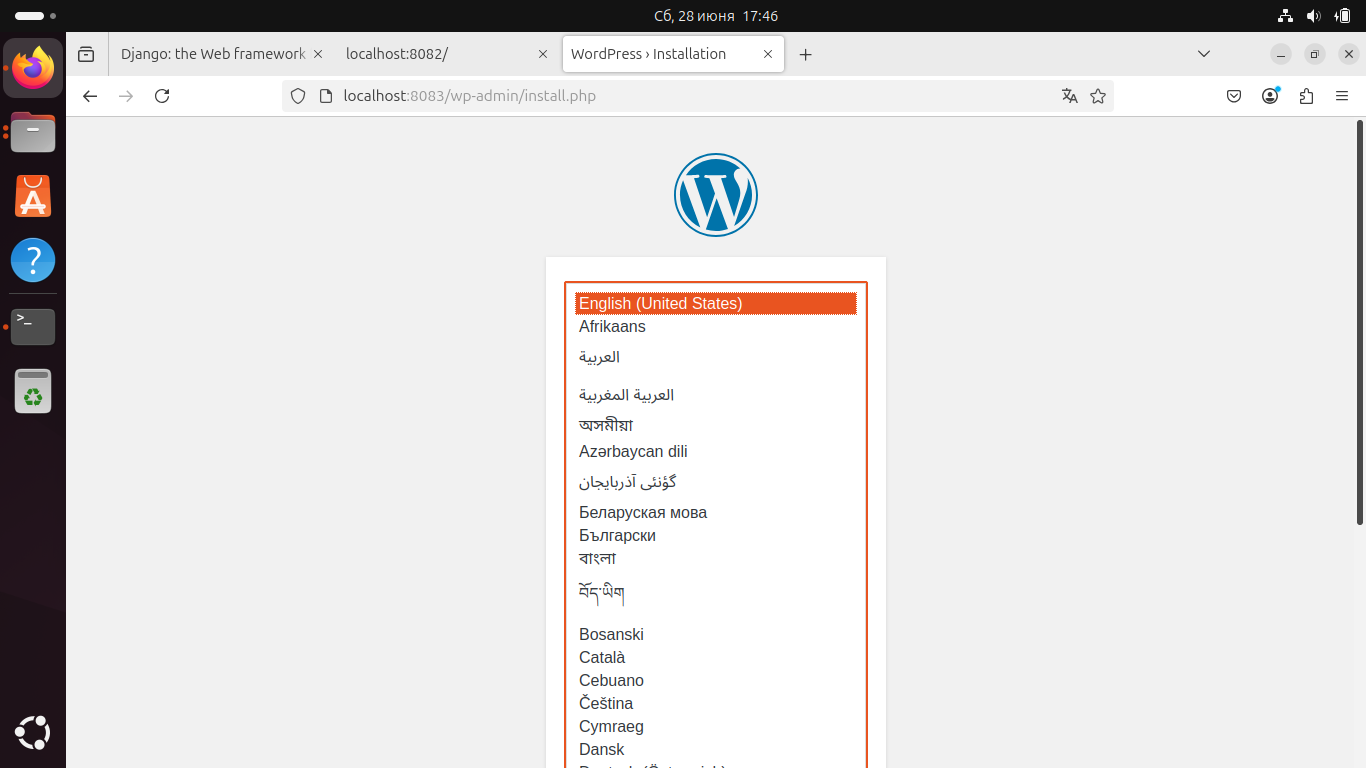 Сб, 28 июня 17:46
Django: the Web framework
localhost:8082/
WordPress › Installation
localhost:8083/wp-admin/install.php
English (United States)
Afrikaans
العربية
العربية المغربية
অসমীয়া
Azərbaycan dili
گؤنئی آذربایجان
Беларуская мова
Български
বাংলা
བོད་ཡིག
Bosanski
Català
Cebuano
Čeština
Cymraeg
Dansk